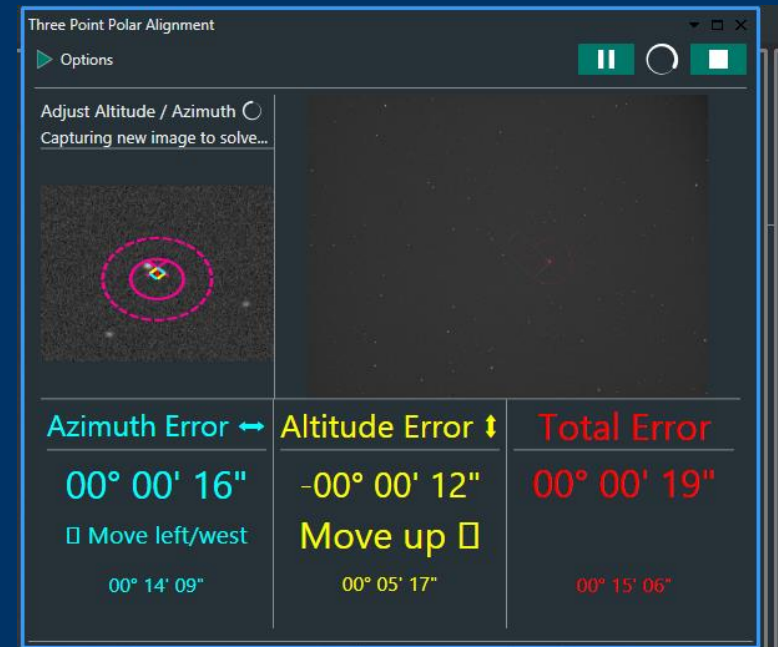 Three Point Polar Alignment
Options
Adjust Altitude / Azimuth
Capturing new image to solve...
Azimuth Error ↔
Altitude Error ↕
Total Error
00° 00' 16"
-00° 00' 12"
00° 00' 19"
▯ Move left/west
Move up ▯
00° 14' 09"
00° 05' 17"
00° 15' 06"